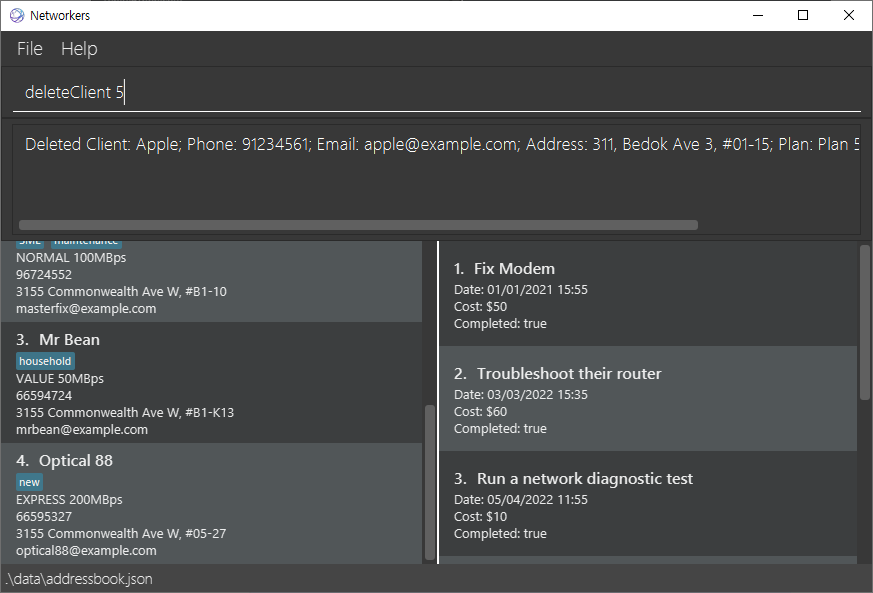 Networkers
File Help
deleteClient 5
Deleted Client: Apple; Phone: 91234561; Email: apple@example.com; Address: 311, Bedok Ave 3, #01-15; Plan: Plan 5
SME maintenance
NORMAL 100MBps
96724552
3155 Commonwealth Ave W, #B1-10
masterfix@example.com
3. Mr Bean
household
VALUE 50MBps
66594724
3155 Commonwealth Ave W, #B1-K13
mrbean@example.com
4. Optical 88
new
EXPRESS 200MBps
66595327
3155 Commonwealth Ave W, #05-27
optical88@example.com
1. Fix Modem
Date: 01/01/2021 15:55
Cost: $50
Completed: true
2. Troubleshoot their router
Date: 03/03/2022 15:35
Cost: $60
Completed: true
3. Run a network diagnostic test
Date: 05/04/2022 11:55
Cost: $10
Completed: true
.\data\addressbook.json